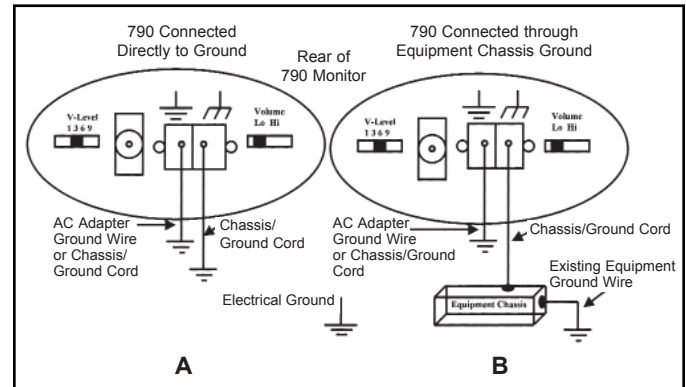 790 Connected
Directly to Ground
Rear of
790 Monitor
790 Connected through
Equipment Chassis Ground
V-Level
1 3 6 9
Volume
Lo Hi
V-Level
1 3 6 9
Volume
Lo Hi
AC Adapter
Ground Wire
or Chassis/
Ground Cord
Chassis/
Ground Cord
AC Adapter
Ground Wire
or Chassis/Ground
Cord
Chassis/Ground Cord
Existing Equipment
Ground Wire
Electrical Ground
Equipment Chassis
A
B